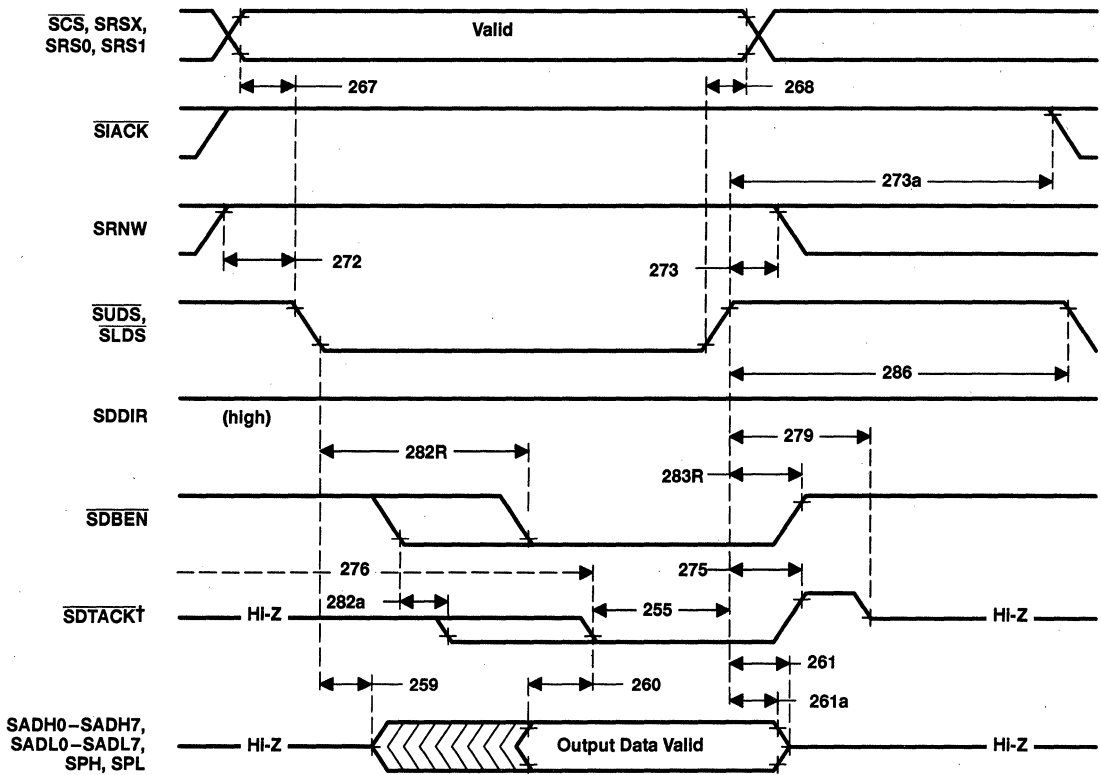 SCS, SRSX,
SRS0, SRS1
Valid
267
268
SIACK
273a
SRNW
272
273
SUDS,
SLDS
286
SDDIR
(high)
279
282R
283R
SDBEN
276
275
282a
255
SDTACK†
Hi-Z
Hi-Z
261
259
260
261a
SADH0–SADH7,
SADL0–SADL7,
SPH, SPL
Hi-Z
Output Data Valid
Hi-Z